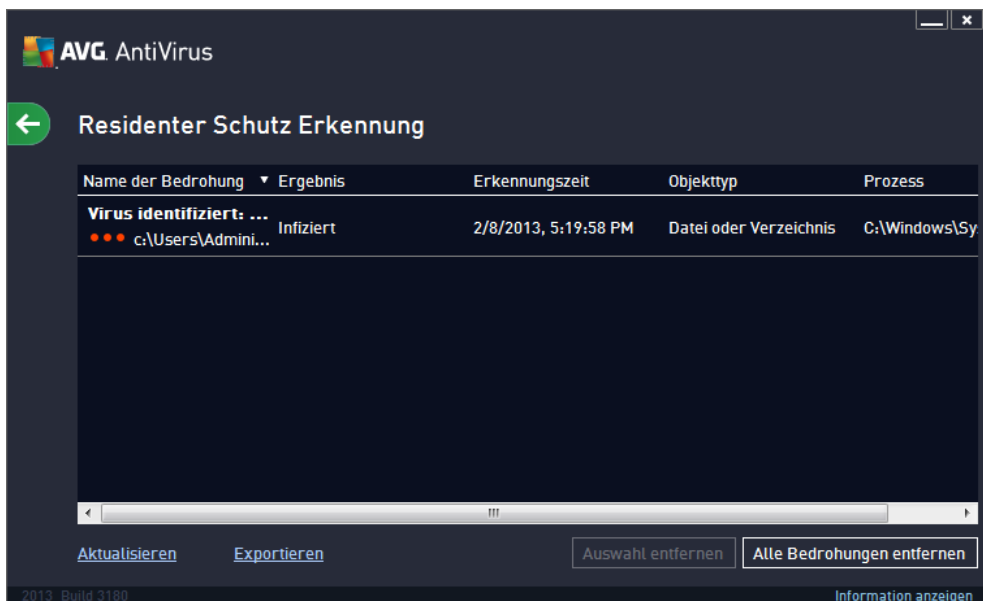 AVG. AntiVirus
Residenter Schutz Erkennung
Name der Bedrohung ▼ Ergebnis Erkennungszeit Objekttyp Prozess
Virus identifiziert: ...
c:\Users\Admini... Infiziert 2/8/2013, 5:19:58 PM Datei oder Verzeichnis C:\Windows\Sy
Aktualisieren Exportieren Auswahl entfernen Alle Bedrohungen entfernen
2013 Build 3180 Information anzeigen